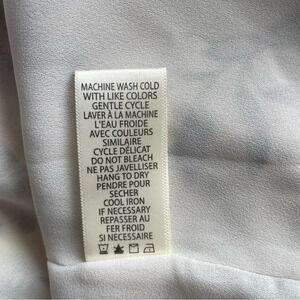 MACHINE WASH COLD
WITH LIKE COLORS
GENTLE CYCLE
LAVER À LA MACHINE
L'EAU FROIDE
AVEC COULEURS
SIMILAIRE
CYCLE DÉLICAT
DO NOT BLEACH
NE PAS JAVELLISER
HANG TO DRY
PENDRE POUR
SECHER
COOL IRON
IF NECESSARY
REPASSER AU
FER FROID
SI NECESSAIRE